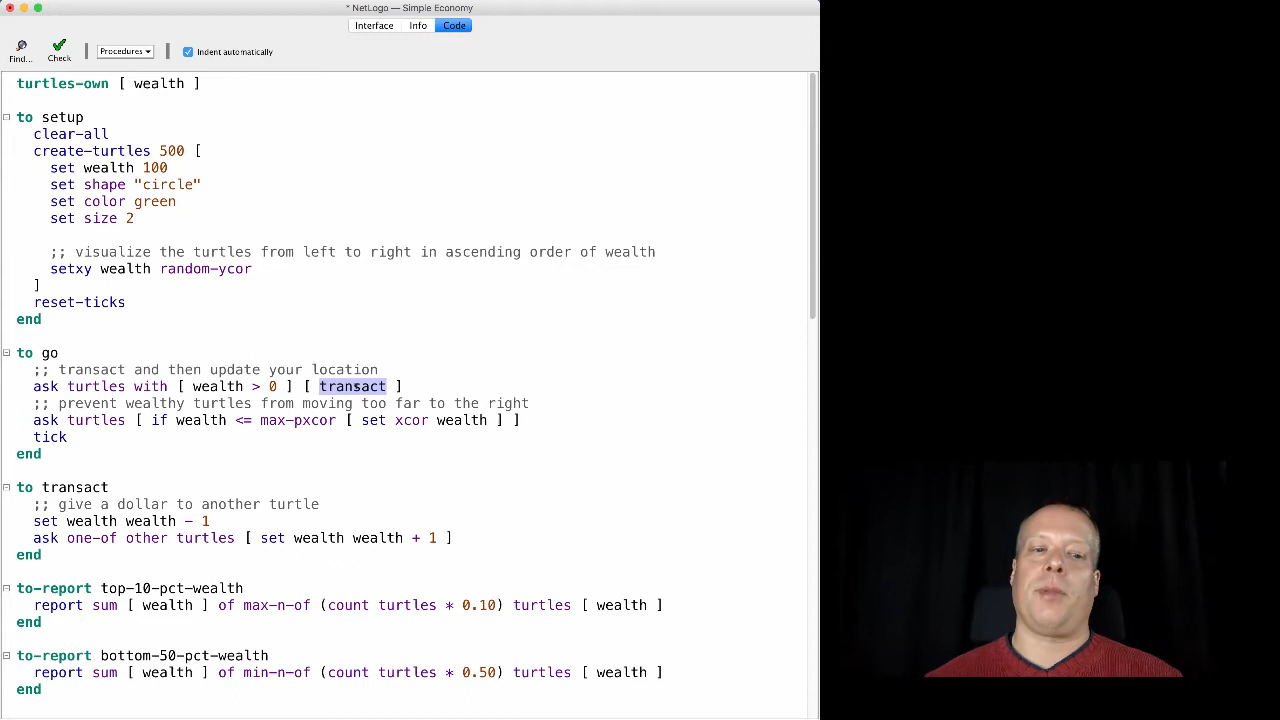 * NetLogo — Simple Economy
Interface Info Code
Find... Check Procedures Indent automatically
turtles-own [ wealth ]
to setup
clear-all
create-turtles 500 [
set wealth 100
set shape "circle"
set color green
set size 2
;; visualize the turtles from left to right in ascending order of wealth
setxy wealth random-ycor
]
reset-ticks
end
to go
;; transact and then update your location
ask turtles with [ wealth > 0 ] [ transact ]
;; prevent wealthy turtles from moving too far to the right
ask turtles [ if wealth <= max-pxcor [ set xcor wealth ] ]
tick
end
to transact
;; give a dollar to another turtle
set wealth wealth - 1
ask one-of other turtles [ set wealth wealth + 1 ]
end
to-report top-10-pct-wealth
report sum [ wealth ] of max-n-of (count turtles * 0.10) turtles [ wealth ]
end
to-report bottom-50-pct-wealth
report sum [ wealth ] of min-n-of (count turtles * 0.50) turtles [ wealth ]
end